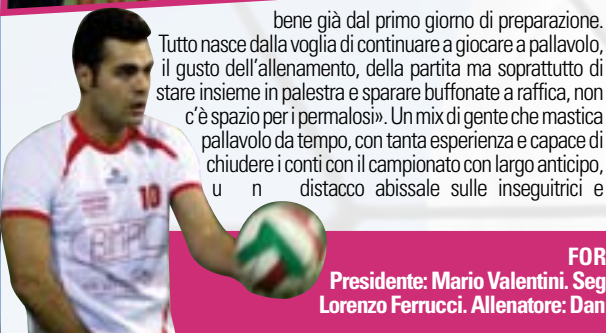 bene già dal primo giorno di preparazione.
Tutto nasce dalla voglia di continuare a giocare a pallavolo,
il gusto dell'allenamento, della partita ma soprattutto di
stare insieme in palestra e sparare buffonate a raffica, non
c'è spazio per i permalosi». Un mix di gente che mastica
pallavolo da tempo, con tanta esperienza e capace di
chiudere i conti con il campionato con largo anticipo,
u n distacco abissale sulle inseguitrici e
10
FOR
Presidente: Mario Valentini. Seg
Lorenzo Ferrucci. Allenatore: Dan